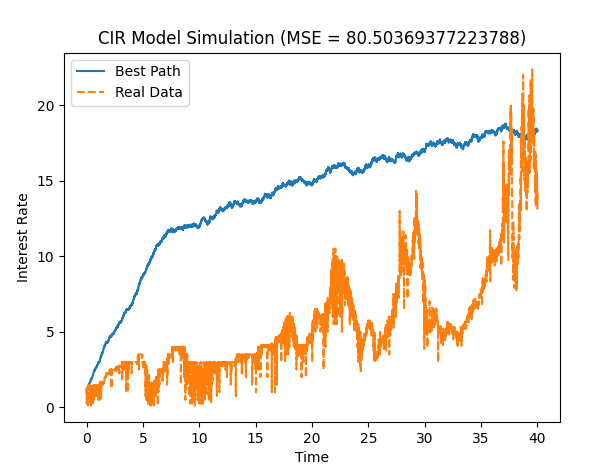 CIR Model Simulation (MSE = 80.50369377223788)
Best Path
Real Data
Interest Rate
20
15
10
5
0
0 5 10 15 20 25 30 35 40
Time